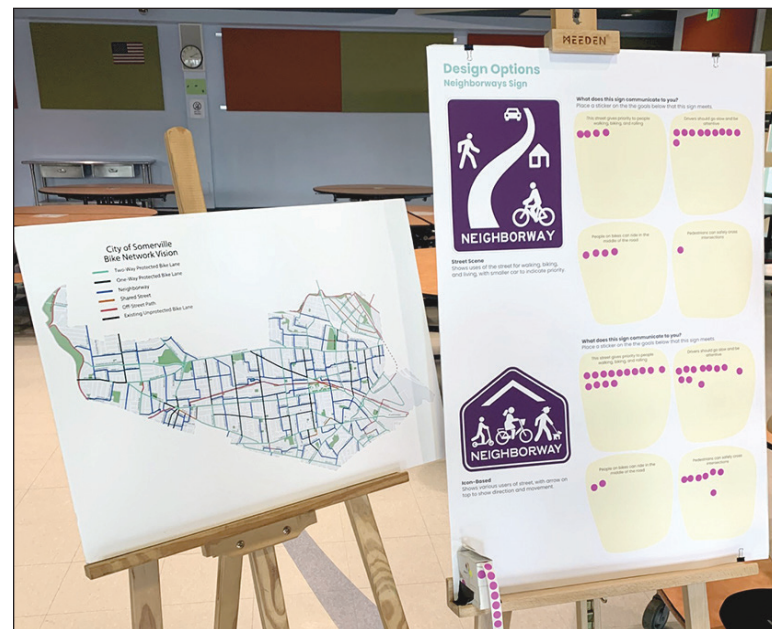 MEEDEN
City of Somerville
Bike Network Vision
Two-Way Protected Bike Lane
One-Way Protected Bike Lane
Neighborway
Shared Street
Off-Street Path
Existing Unprotected Bike Lane
Design Options
Neighborways Sign
NEIGHBORWAY
Street Scene
Shows uses of the street for walking, biking,
and living, with smaller car to indicate priority
What does this sign communicate to you?
Place a sticker on the the goals below that this sign meets
This street gives priority to people
walking, biking, and rolling
Drivers should go slow and be
attentive
People on bikes can ride in the
middle of the road
Pedestrians can safely cross
intersections
NEIGHBORWAY
Icon-Based
Shows various users of street, with arrow on
top to show direction and movement.
What does this sign communicate to you?
Place a sticker on the the goals below that this sign meets
This street gives priority to people
walking, biking, and rolling
Drivers should go slow and be
attentive
People on bikes can ride in the
middle of the road
Pedestrians can safely cross
intersections